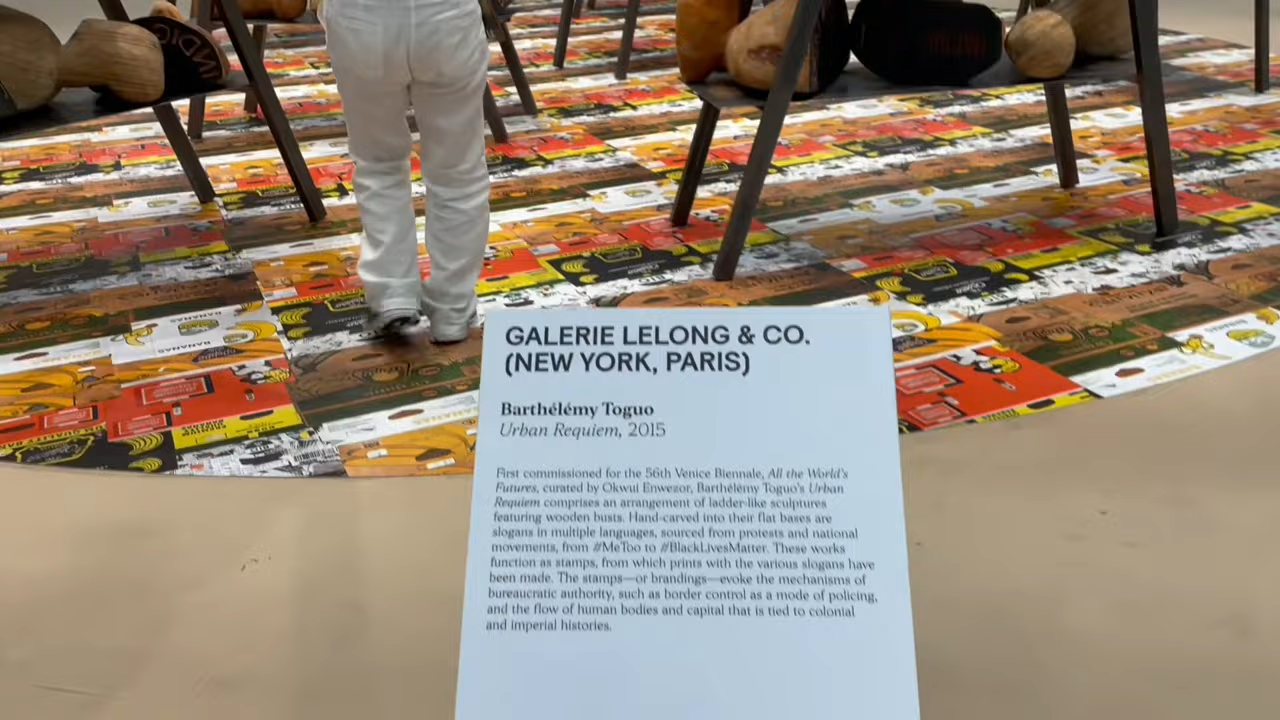 GALERIE LELONG & CO.
(NEW YORK, PARIS)
Barthélémy Toguo
Urban Requiem, 2015
First commissioned for the 56th Venice Biennale, All the World's
Futures, curated by Okwui Enwezor, Barthélémy Toguo's Urban
Requiem comprises an arrangement of ladder-like sculptures
featuring wooden busts. Hand-carved into their flat bases are
slogans in multiple languages, sourced from protests and national
movements, from #MeToo to #BlackLivesMatter. These works
function as stamps, from which prints with the various slogans have
been made. The stamps—or brandings—evoke the mechanisms of
bureaucratic authority, such as border control as a mode of policing,
and the flow of human bodies and capital that is tied to colonial
and imperial histories.
BANANAS